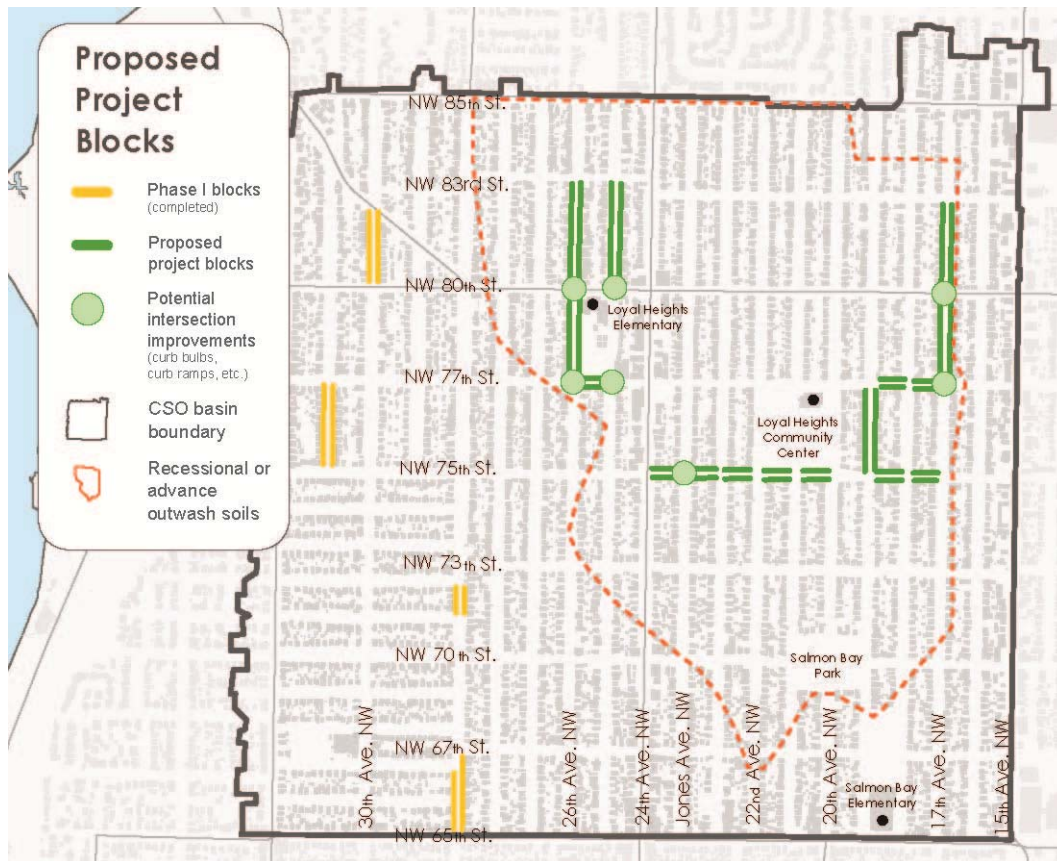 Proposed
Project
Blocks
Phase I blocks
(completed)
Proposed
project blocks
Potential
intersection
improvements
(curb bulbs,
curb ramps, etc.)
CSO basin
boundary
Recessional or
advance
outwash soils
NW 85th St.
NW 83rd St.
NW 80th St.
Loyal Heights
Elementary
NW 77th St.
Loyal Heights
Community
Center
NW 75th St.
NW 73th St.
NW 70th St.
Salmon Bay
Park
NW 67th St.
30th Ave. NW
26th Ave. NW
24th Ave. NW
Jones Ave. NW
22nd Ave. NW
20th Ave. NW
17th Ave. NW
15th Ave. NW
Salmon Bay
Elementary
NW 65th St.